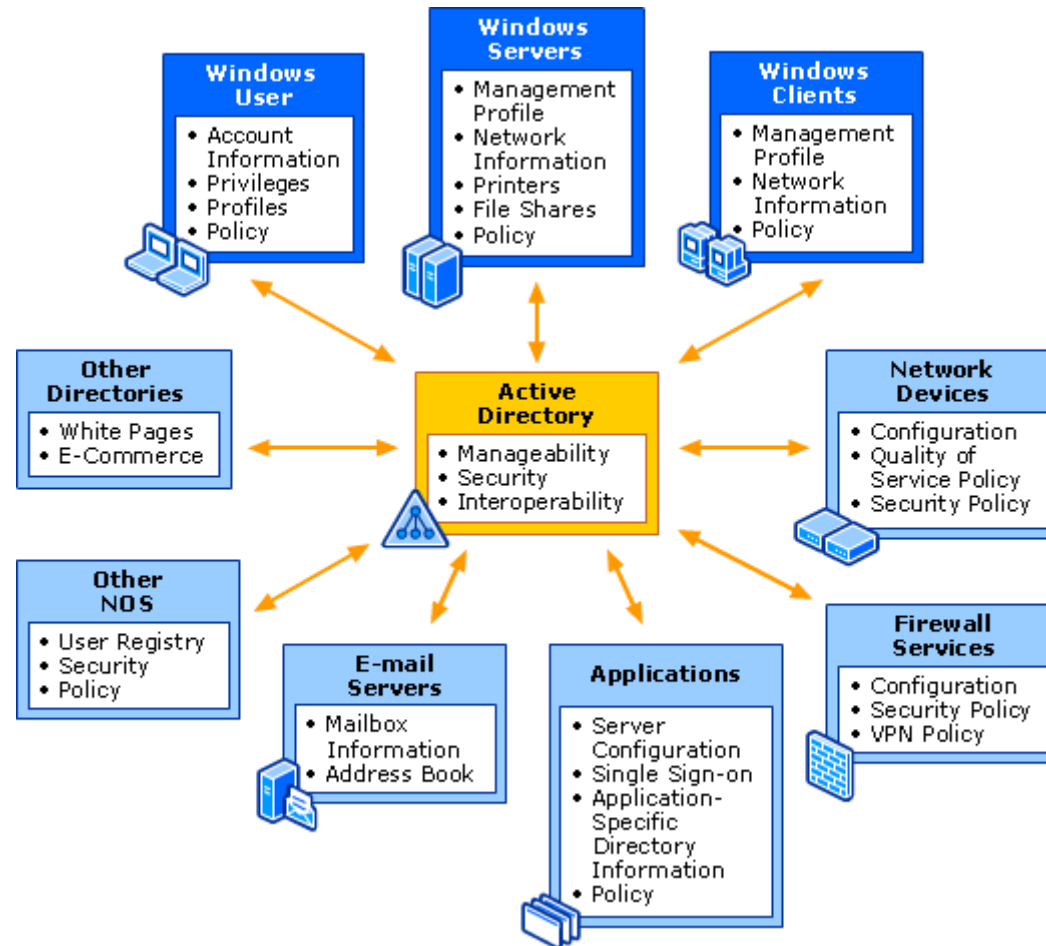 Windows
User
• Account
Information
• Privileges
• Profiles
• Policy
Windows
Servers
• Management
Profile
• Network
Information
• Printers
• File Shares
• Policy
Windows
Clients
• Management
Profile
• Network
Information
• Policy
Other
Directories
• White Pages
• E-Commerce
Active
Directory
• Manageability
• Security
• Interoperability
Network
Devices
• Configuration
• Quality of
Service Policy
• Security Policy
Other
NOS
• User Registry
• Security
• Policy
E-mail
Servers
• Mailbox
Information
• Address Book
Applications
• Server
Configuration
• Single Sign-on
• Application-
Specific
Directory
Information
• Policy
Firewall
Services
• Configuration
• Security Policy
• VPN Policy